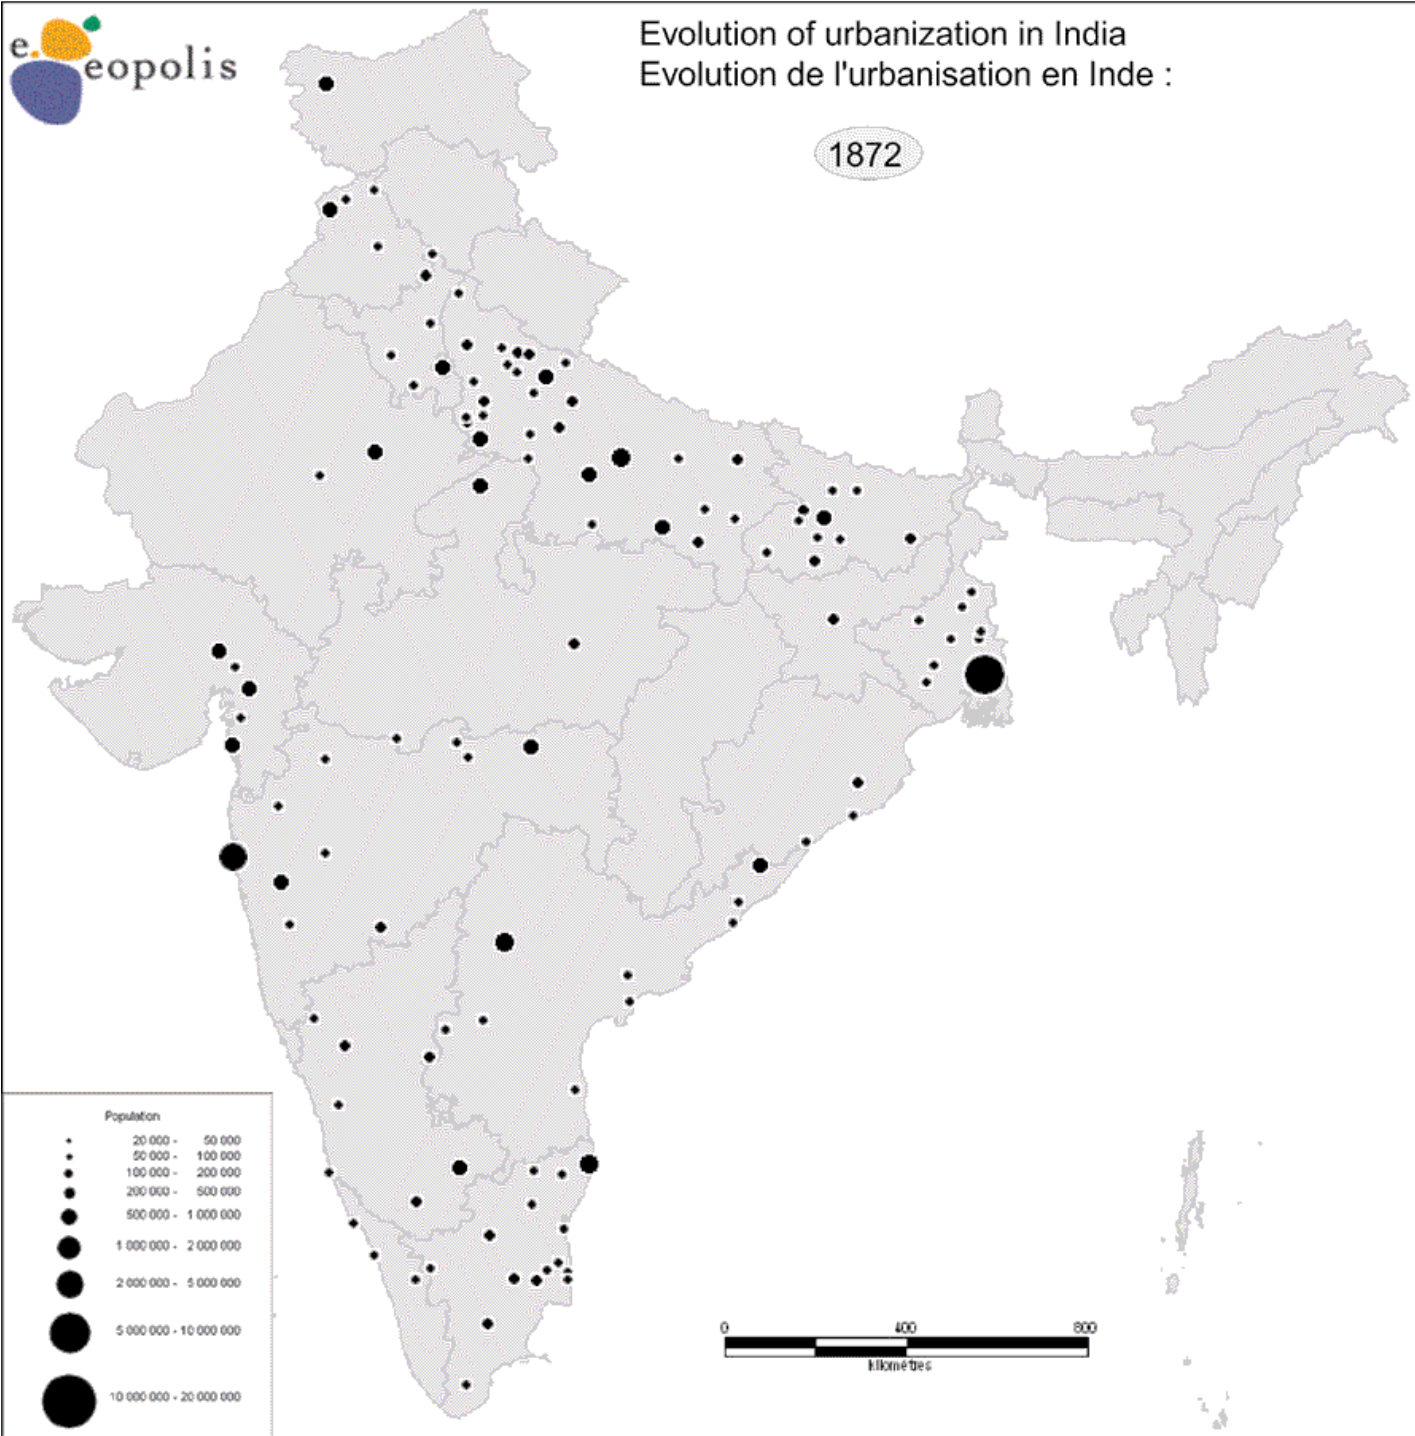 e.
eopolis
Evolution of urbanization in India
Evolution de l'urbanisation en Inde :
1872
Population
20 000 - 50 000
50 000 - 100 000
100 000 - 200 000
200 000 - 500 000
500 000 - 1 000 000
1 000 000 - 2 000 000
2 000 000 - 5 000 000
5 000 000 - 10 000 000
10 000 000 - 20 000 000
0 400 800
kilomètres